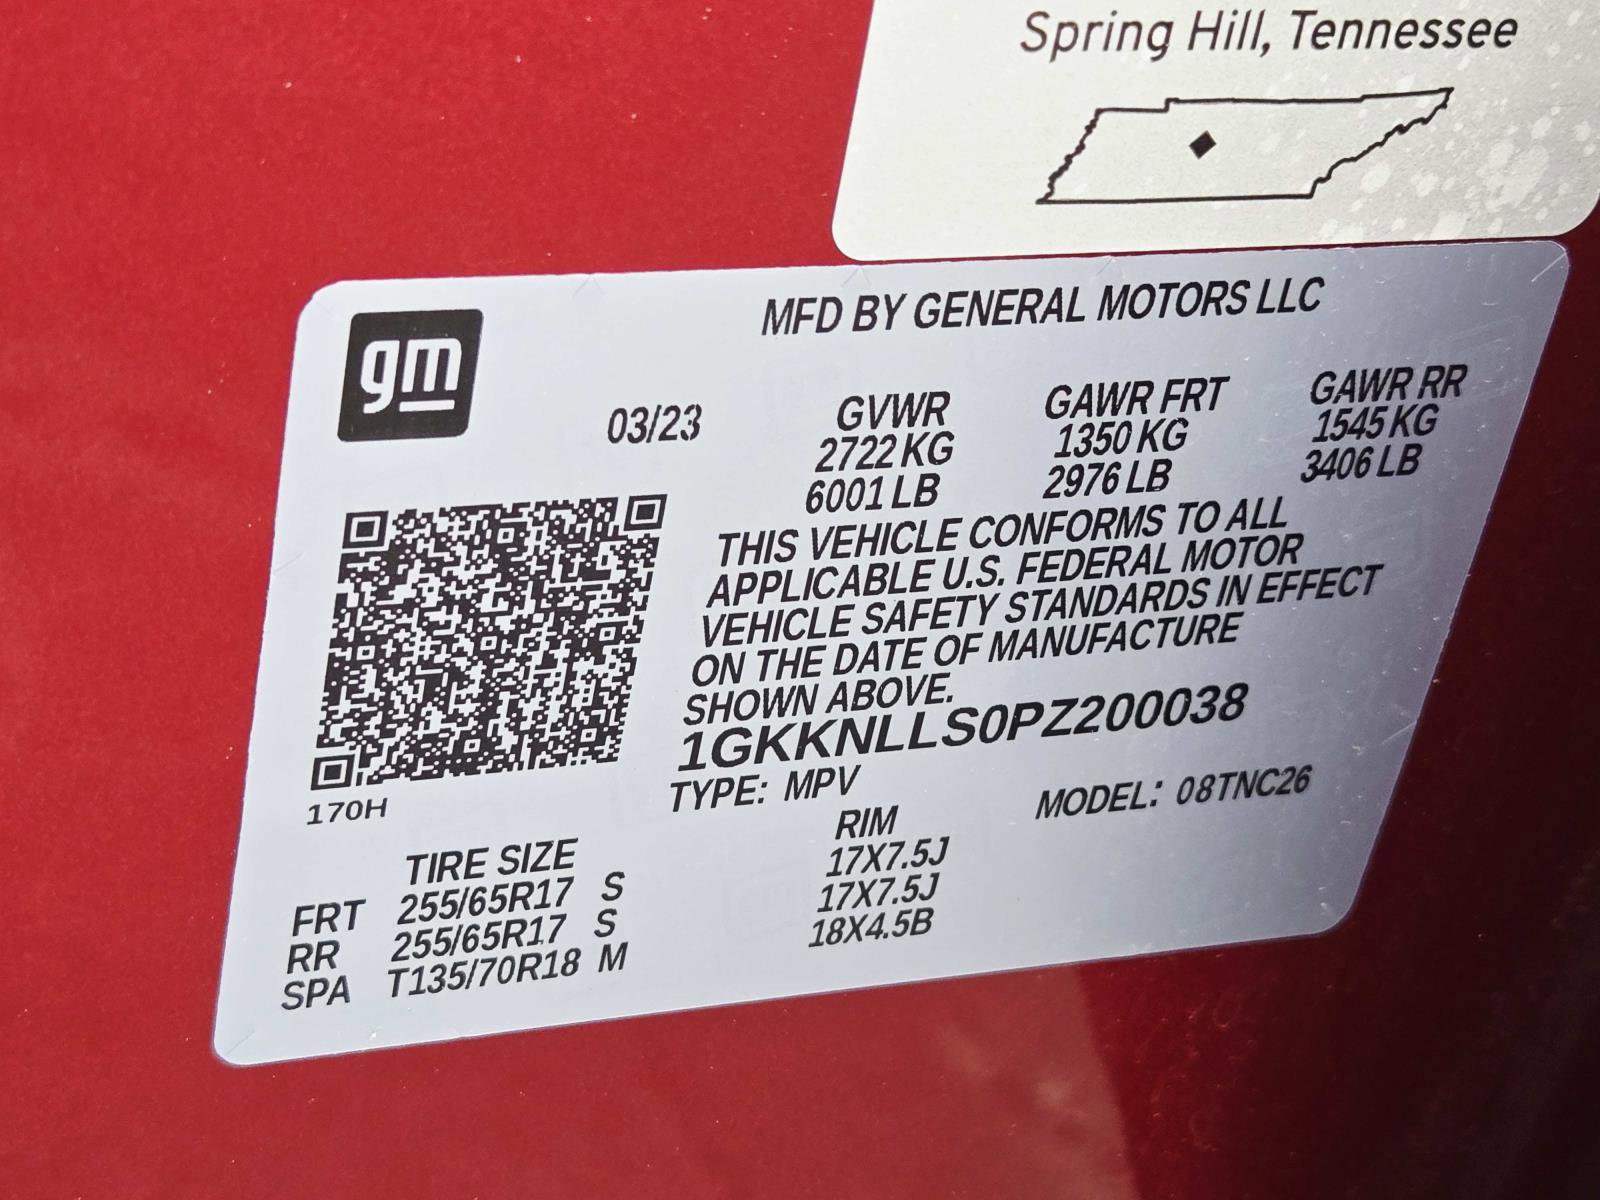 Spring Hill, Tennessee
gm
MFD BY GENERAL MOTORS LLC
03/23
GVWR GAWR FRT GAWR RR
2722 KG 1350 KG 1545 KG
6001 LB 2976 LB 3406 LB
THIS VEHICLE CONFORMS TO ALL
APPLICABLE U.S. FEDERAL MOTOR
VEHICLE SAFETY STANDARDS IN EFFECT
ON THE DATE OF MANUFACTURE
SHOWN ABOVE.
1GKKNLLS0PZ200038
TYPE: MPV MODEL: 08TNC26
170H
TIRE SIZE RIM
FRT 255/65R17 S 17X7.5J
RR 255/65R17 S 17X7.5J
SPA T135/70R18 M 18X4.5B